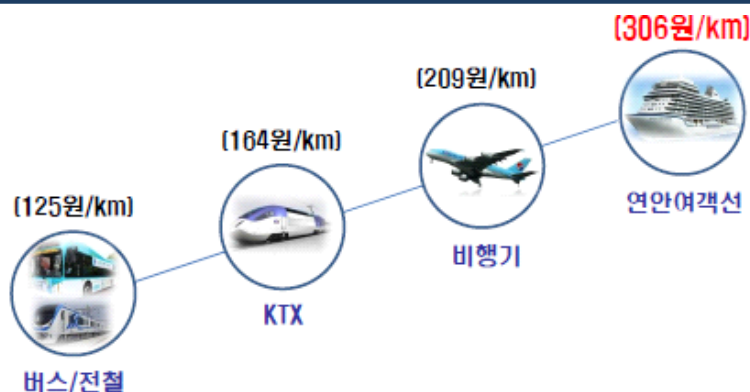 (306원/km)
(209원/km)
(164원/km)
연안여객선
(125원/km)
비행기
KTX
버스/전철